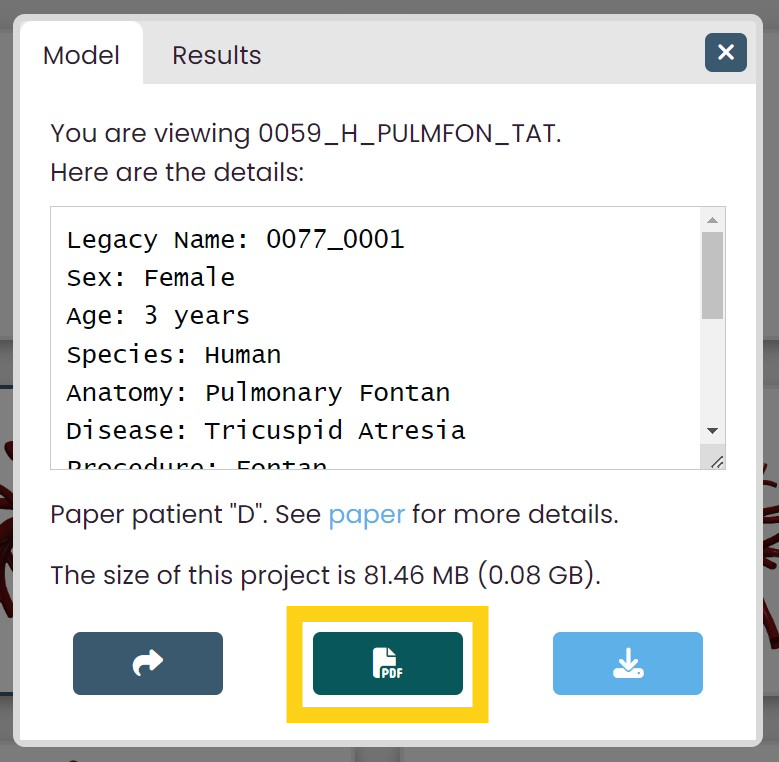 Model
Results
You are viewing 0059_H_PULMFON_TAT.
Here are the details:
Legacy Name: 0077_0001
Sex: Female
Age: 3 years
Species: Human
Anatomy: Pulmonary Fontan
Disease: Tricuspid Atresia
Procedure: Fontan
Paper patient "D". See paper for more details.
The size of this project is 81.46 MB (0.08 GB).
PDF